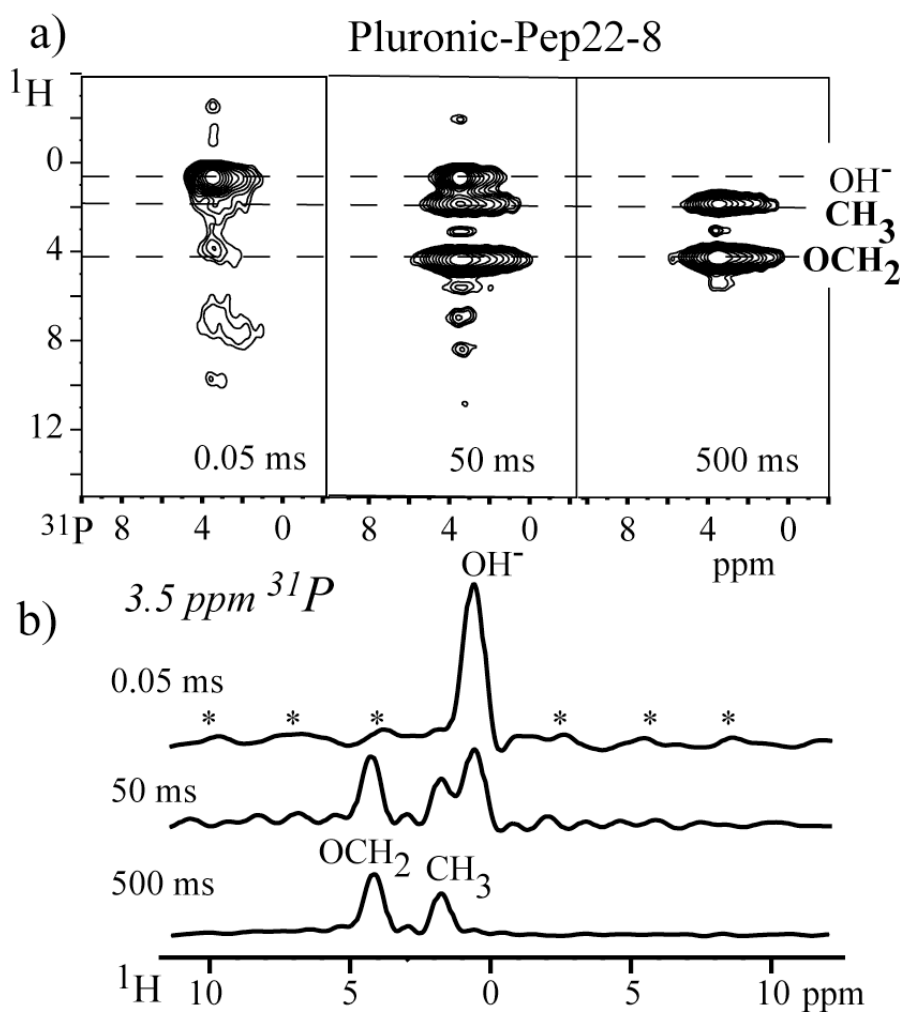 a) Pluronic-Pep22-8
¹H
0
4
8
12
OH⁻
CH₃
OCH₂
0.05 ms 50 ms 500 ms
³¹P 8 4 0 8 4 0 8 4 0
ppm
b) 3.5 ppm ³¹P
OH⁻
0.05 ms
* * * * * *
50 ms
OCH₂ CH₃
500 ms
¹H 10 5 0 5 10 ppm